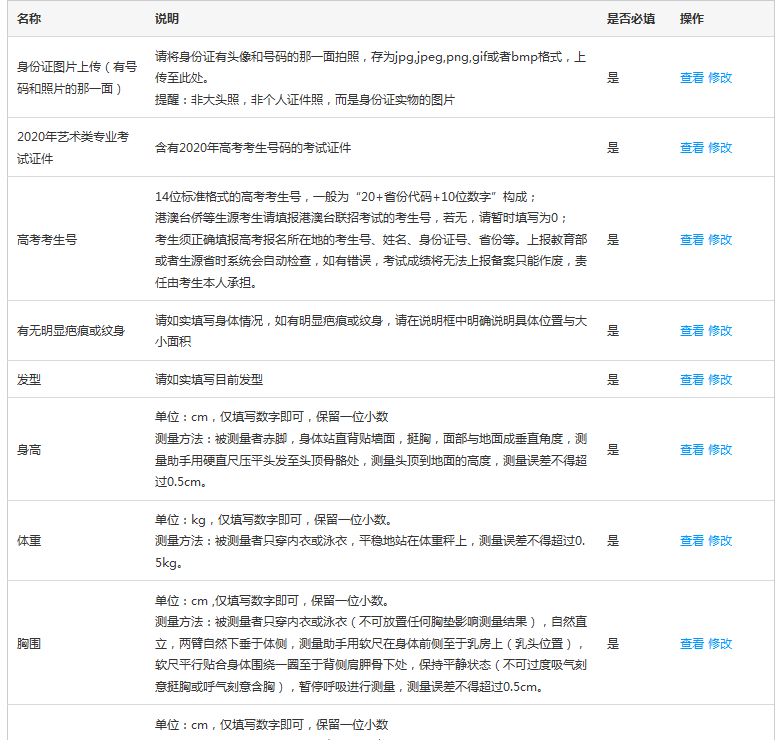 名称 说明 是否必填 操作
身份证图片上传（有号
码和照片的那一面）
请将身份证有头像和号码的那一面拍照，存为jpg,jpeg,png,gif或者bmp格式，上
传至此处。
提醒：非大头照，非个人证件照，而是身份证实物的图片
是 查看 修改
2020年艺术类专业考
试证件
含有2020年高考考生号码的考试证件
是 查看 修改
高考考生号
14位标准格式的高考考生号，一般为“20+省份代码+10位数字”构成；
港澳台侨等生源考生请填报港澳台联招考试的考生号，若无，请暂时填写为0；
考生须正确填报高考报名所在地的考生号、姓名、身份证号、省份等。上报教育部
或者生源省时系统会自动检查，如有错误，考试成绩将无法上报备案只能作废，责
任由考生本人承担。
是 查看 修改
有无明显疤痕或纹身
请如实填写身体情况，如有明显疤痕或纹身，请在说明框中明确说明具体位置与大
小面积
是 查看 修改
发型 请如实填写目前发型 是 查看 修改
身高
单位：cm，仅填写数字即可，保留一位小数
测量方法：被测量者赤脚，身体站直背贴墙面，挺胸，面部与地面成垂直角度，测
量助手用硬直尺压平头发至头顶骨骼处，测量头顶到地面的高度，测量误差不得超
过0.5cm。
是 查看 修改
体重
单位：kg，仅填写数字即可，保留一位小数。
测量方法：被测量者只穿内衣或泳衣，平稳地站在体重秤上，测量误差不得超过0.
5kg。
是 查看 修改
胸围
单位：cm ,仅填写数字即可，保留一位小数。
测量方法：被测量者只穿内衣或泳衣（不可放置任何胸垫影响测量结果），自然直
立，两臂自然下垂于体侧，测量助手用软尺在身体前侧至于乳房上（乳头位置），
软尺平行贴合身体围绕一圆至于背侧肩胛骨下处，保持平静状态（不可过度吸气刻
意挺胸或呼气刻意含胸），暂停呼吸进行测量，测量误差不得超过0.5cm。
是 查看 修改
单位：cm，仅填写数字即可，保留一位小数